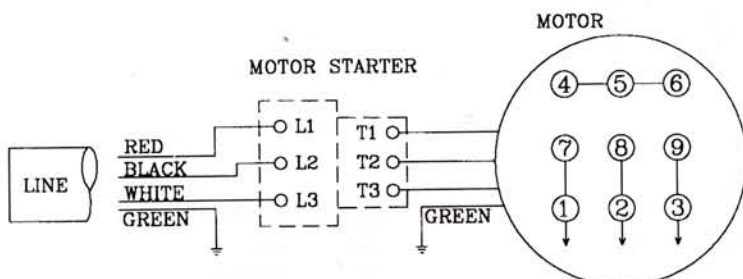 MOTOR
MOTOR STARTER
4 5 6
L1
T1
RED
BLACK
L2
T2
7 8 9
LINE
WHITE
L3
T3
GREEN
GREEN
1 2 3